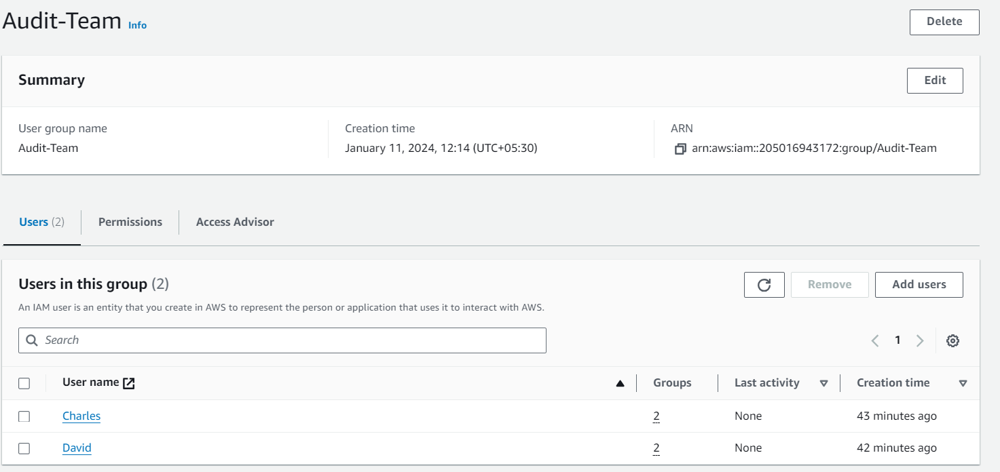 Audit-Team Info
Delete
Summary
Edit
User group name
Audit-Team
Creation time
January 11, 2024, 12:14 (UTC+05:30)
ARN
arn:aws:iam::205016943172:group/Audit-Team
Users (2)
Permissions
Access Advisor
Users in this group (2)
Remove
Add users
An IAM user is an entity that you create in AWS to represent the person or application that uses it to interact with AWS.
Search
1
User name Groups Last activity Creation time
Charles 2 None 43 minutes ago
David 2 None 42 minutes ago